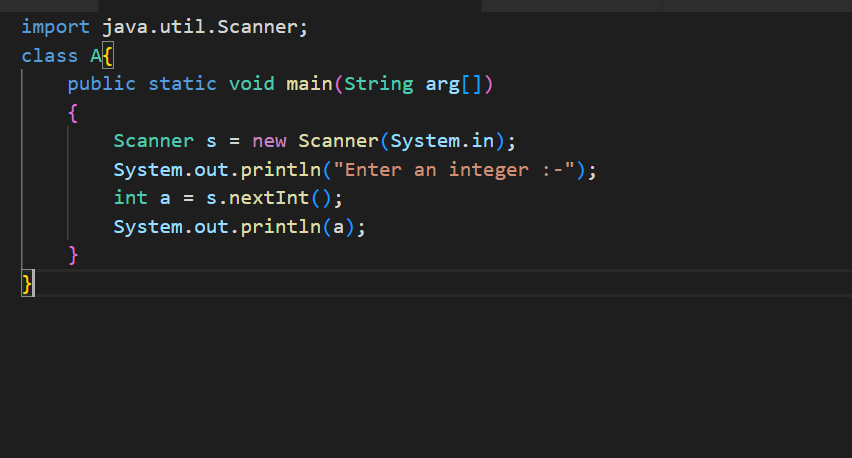 import java.util.Scanner;
class A{
    public static void main(String arg[])
    {
        Scanner s = new Scanner(System.in);
        System.out.println("Enter an integer :-");
        int a = s.nextInt();
        System.out.println(a);
    }
}